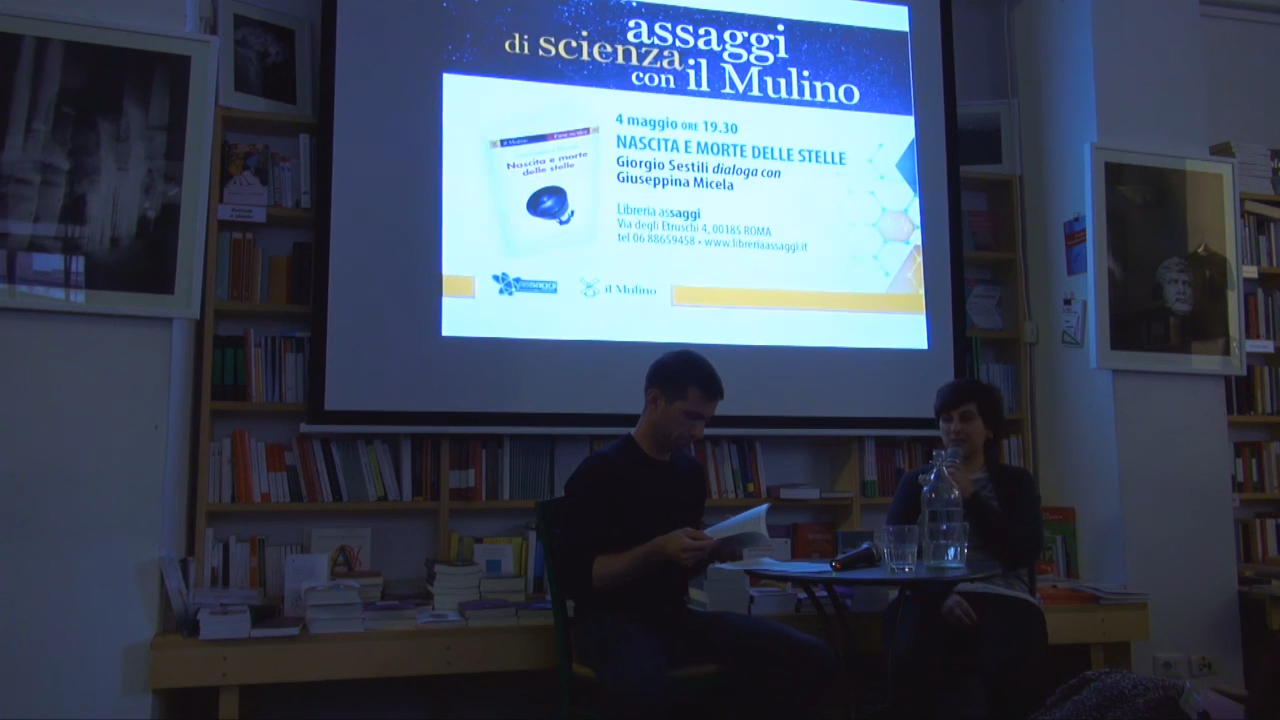 assaggi
di scienza
con il Mulino
4 maggio ORE 19.30
NASCITA E MORTE DELLE STELLE
Giorgio Sestili dialoga con
Giuseppina Micela
Libreria assaggi
Via degli Etruschi 4, 00185 ROMA
tel 06 88659458 • www.libreriaassaggi.it
il Mulino
Nascita e morte
delle stelle
assaggi
il Mulino